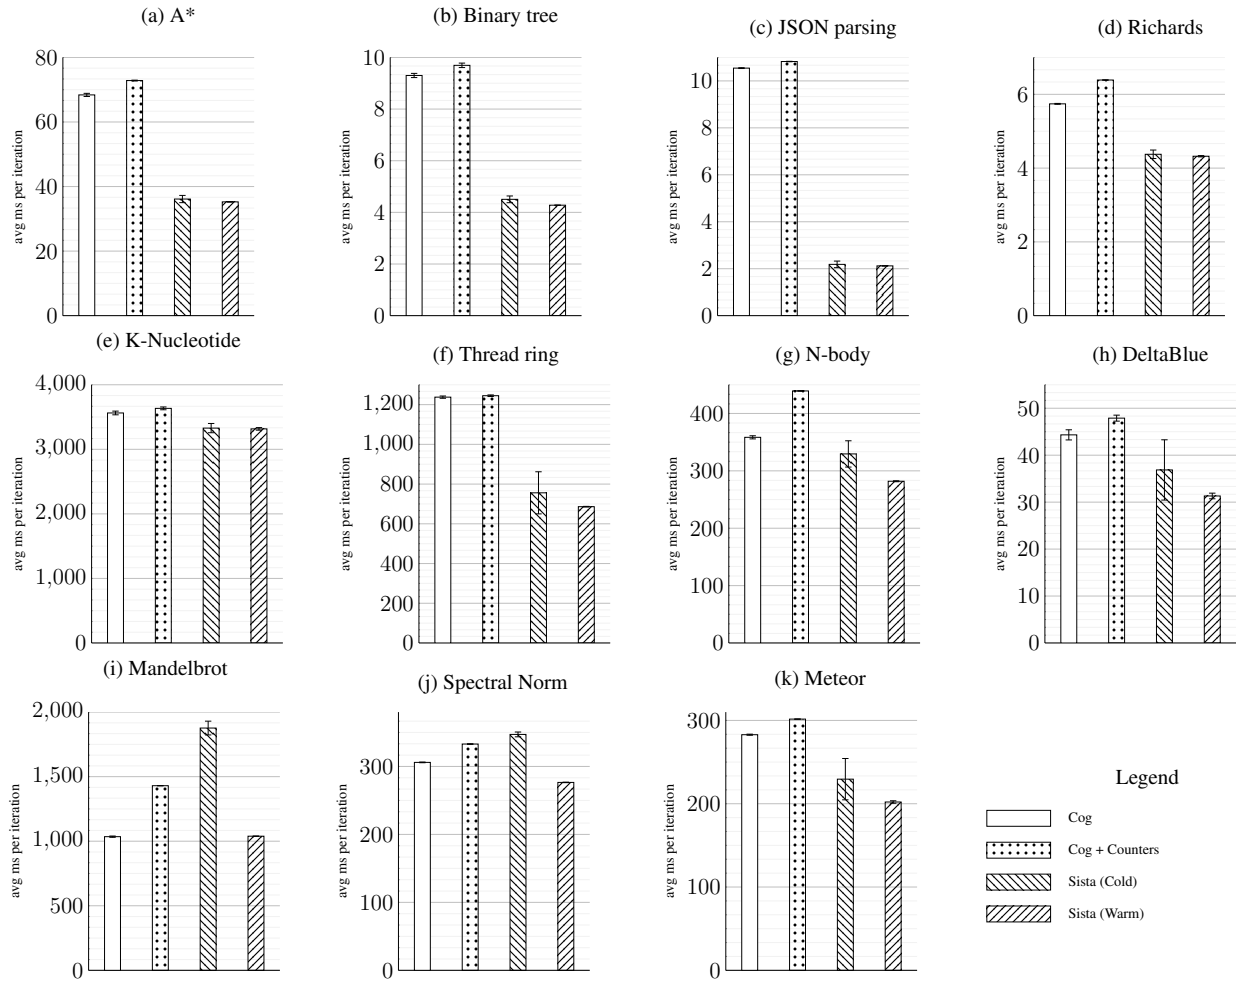 (a) A*
avg ms per iteration
80
60
40
20
0
(b) Binary tree
avg ms per iteration
10
8
6
4
2
0
(c) JSON parsing
avg ms per iteration
10
8
6
4
2
0
(d) Richards
avg ms per iteration
6
4
2
0
(e) K-Nucleotide
avg ms per iteration
4,000
3,000
2,000
1,000
0
(f) Thread ring
avg ms per iteration
1,200
1,000
800
600
400
200
0
(g) N-body
avg ms per iteration
400
300
200
100
0
(h) DeltaBlue
avg ms per iteration
50
40
30
20
10
0
(i) Mandelbrot
avg ms per iteration
2,000
1,500
1,000
500
0
(j) Spectral Norm
avg ms per iteration
300
200
100
0
(k) Meteor
avg ms per iteration
300
200
100
0
Legend
Cog
Cog + Counters
Sista (Cold)
Sista (Warm)